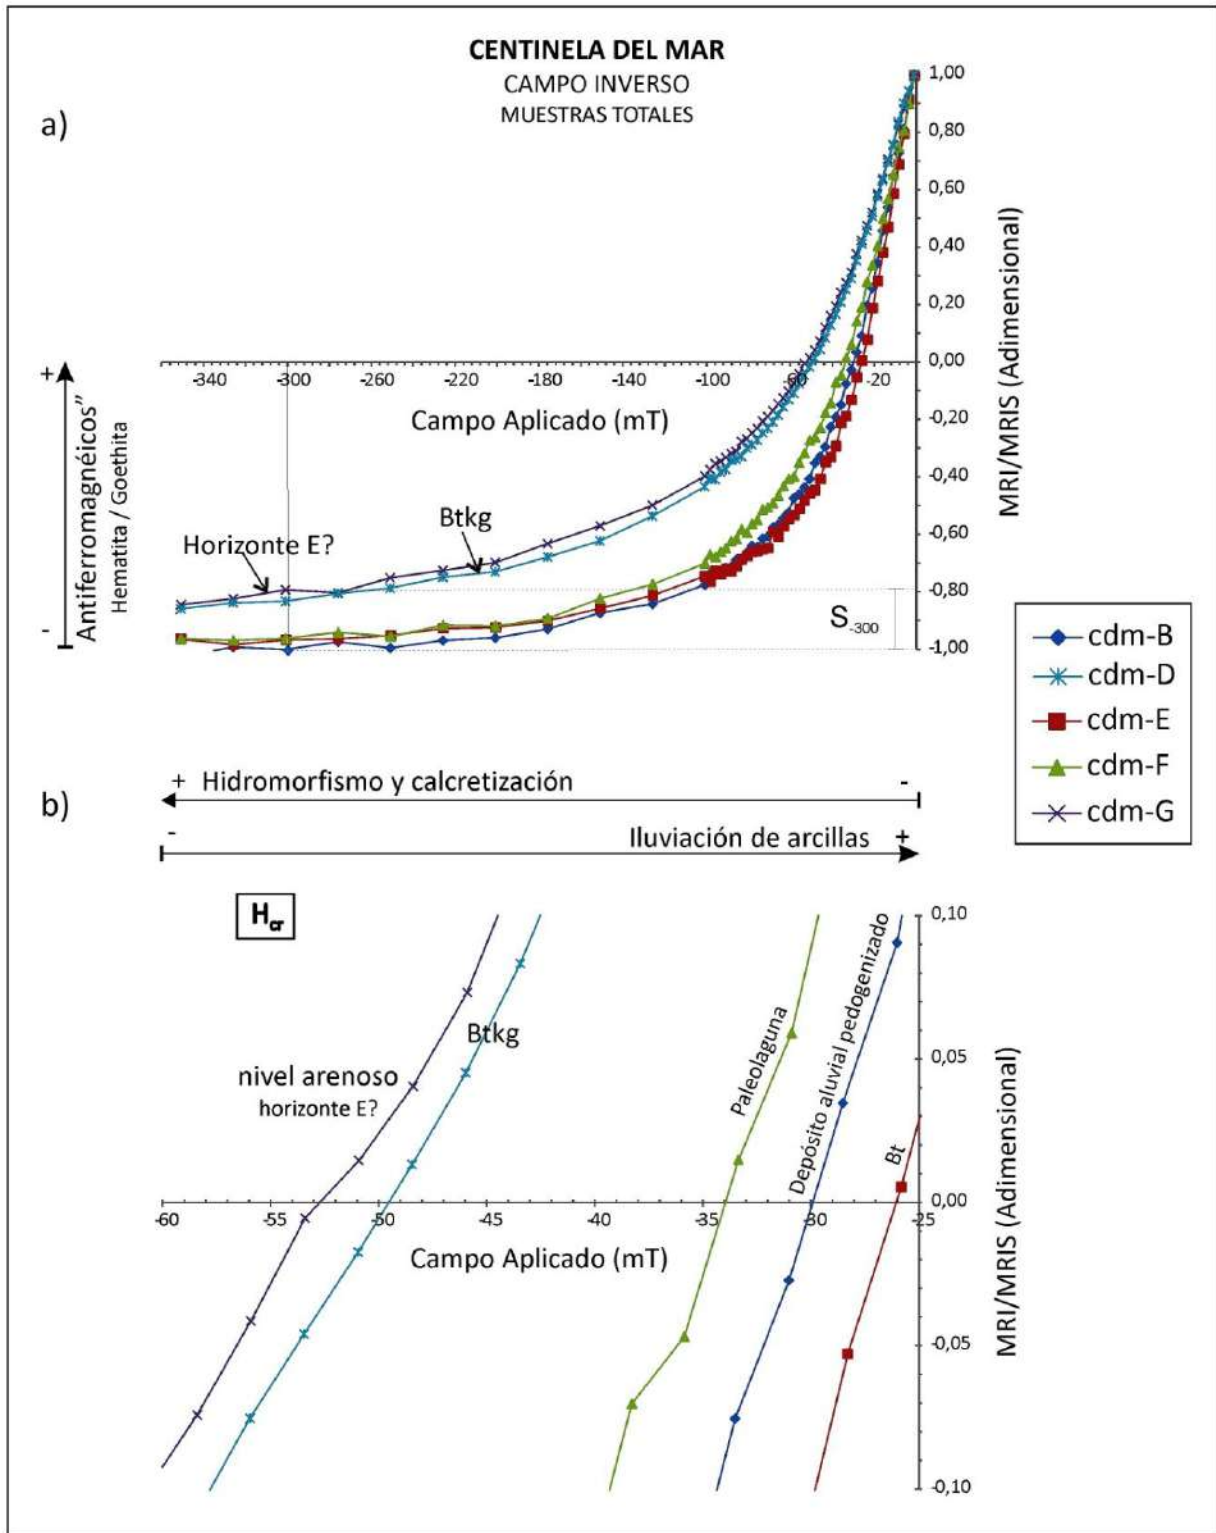 CENTINELA DEL MAR
CAMPO INVERSO
MUESTRAS TOTALES
a)
1,00
0,80
0,60
0,40
0,20
0,00
-0,20
-0,40
-0,60
-0,80
-1,00
MRI/MRIS (Adimensional)
-340
-300
-260
-220
-180
-140
-100
-60
-20
Campo Aplicado (mT)
+
-
Antiferromagnéicos”
Hematita / Goethita
Horizonte E?
Btkg
S-300
cdm-B
cdm-D
cdm-E
cdm-F
cdm-G
+ Hidromorfismo y calcretización -
b)
- Iluviación de arcillas +
Hcr
0,10
0,05
0,00
-0,05
-0,10
MRI/MRIS (Adimensional)
-60
-55
-50
-45
-40
-35
-30
-25
Campo Aplicado (mT)
nivel arenoso
horizonte E?
Btkg
Paleolaguna
Depósito aluvial pedogenizado
Bt